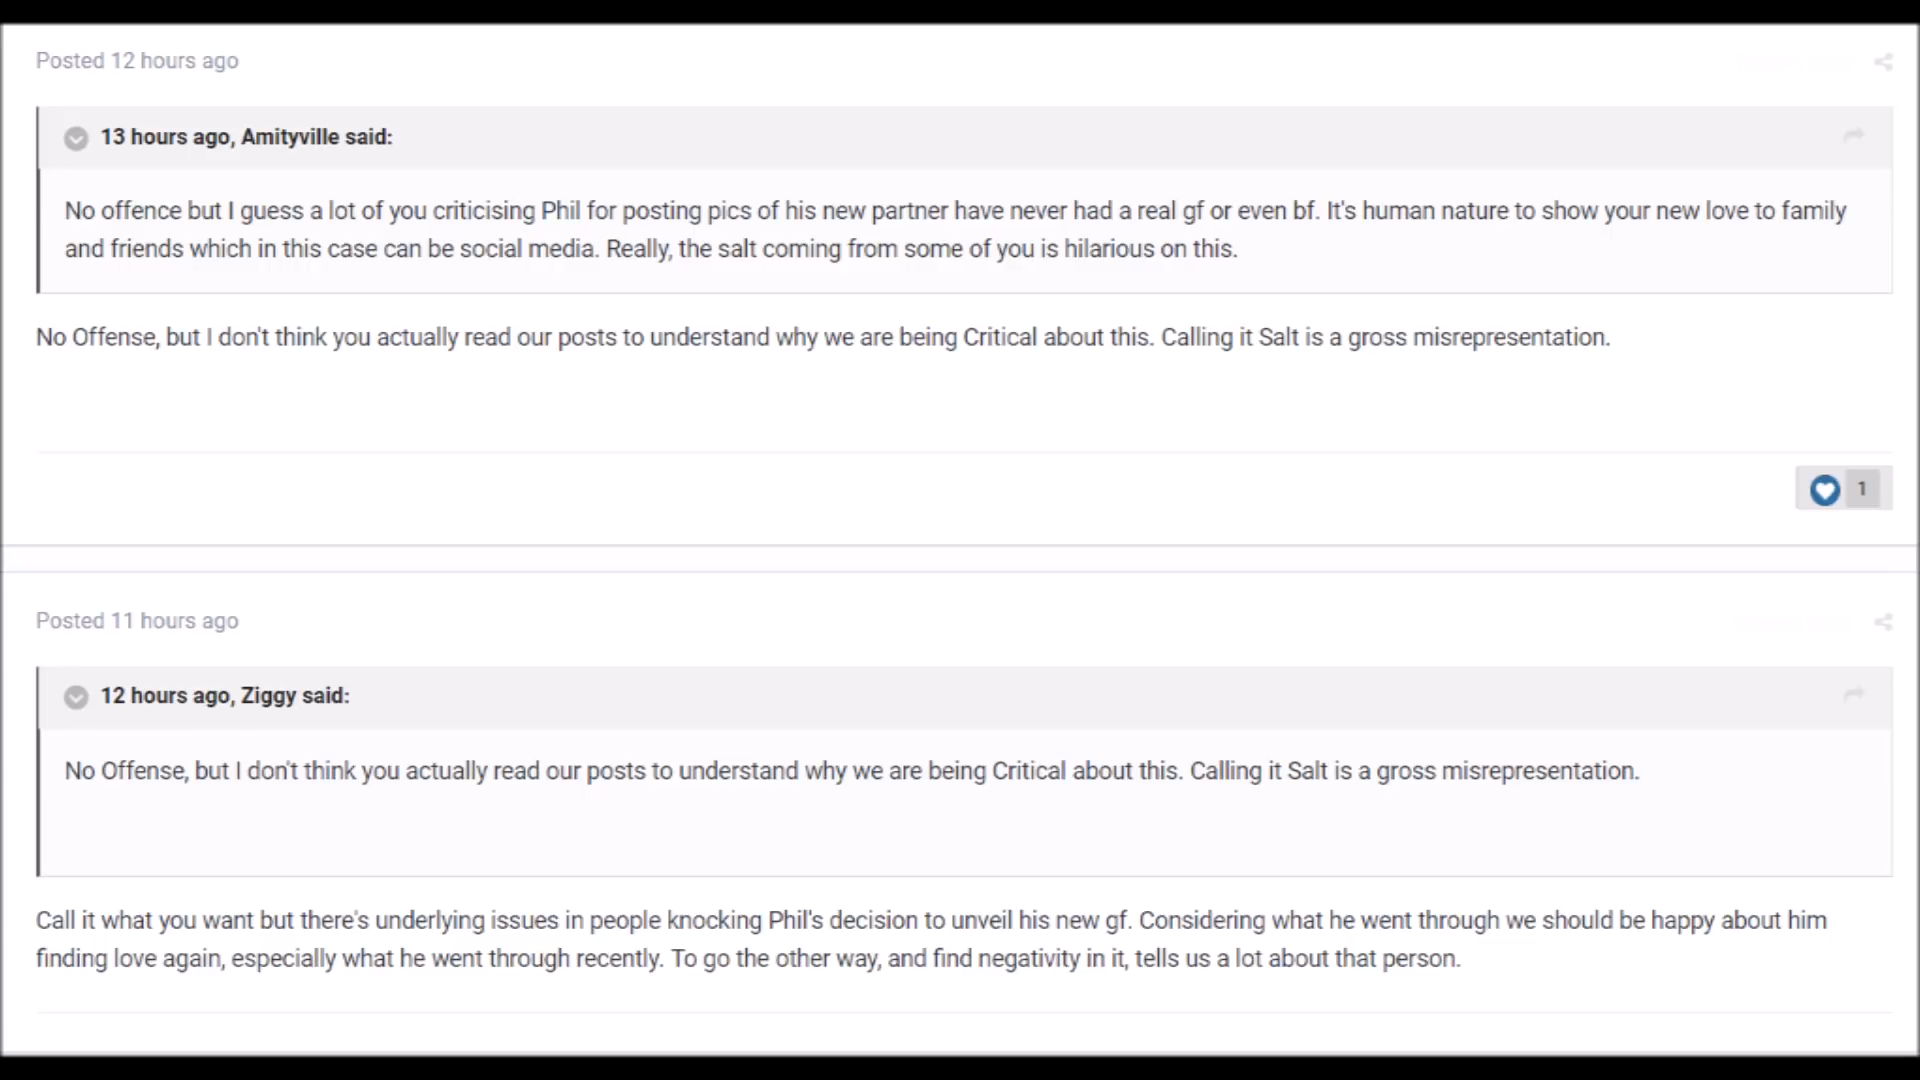 Posted 12 hours ago
13 hours ago, Amityville said:
No offence but I guess a lot of you criticising Phil for posting pics of his new partner have never had a real gf or even bf. It's human nature to show your new love to family
and friends which in this case can be social media. Really, the salt coming from some of you is hilarious on this.
No Offense, but I don't think you actually read our posts to understand why we are being Critical about this. Calling it Salt is a gross misrepresentation.
1
Posted 11 hours ago
12 hours ago, Ziggy said:
No Offense, but I don't think you actually read our posts to understand why we are being Critical about this. Calling it Salt is a gross misrepresentation.
Call it what you want but there's underlying issues in people knocking Phil's decision to unveil his new gf. Considering what he went through we should be happy about him
finding love again, especially what he went through recently. To go the other way, and find negativity in it, tells us a lot about that person.